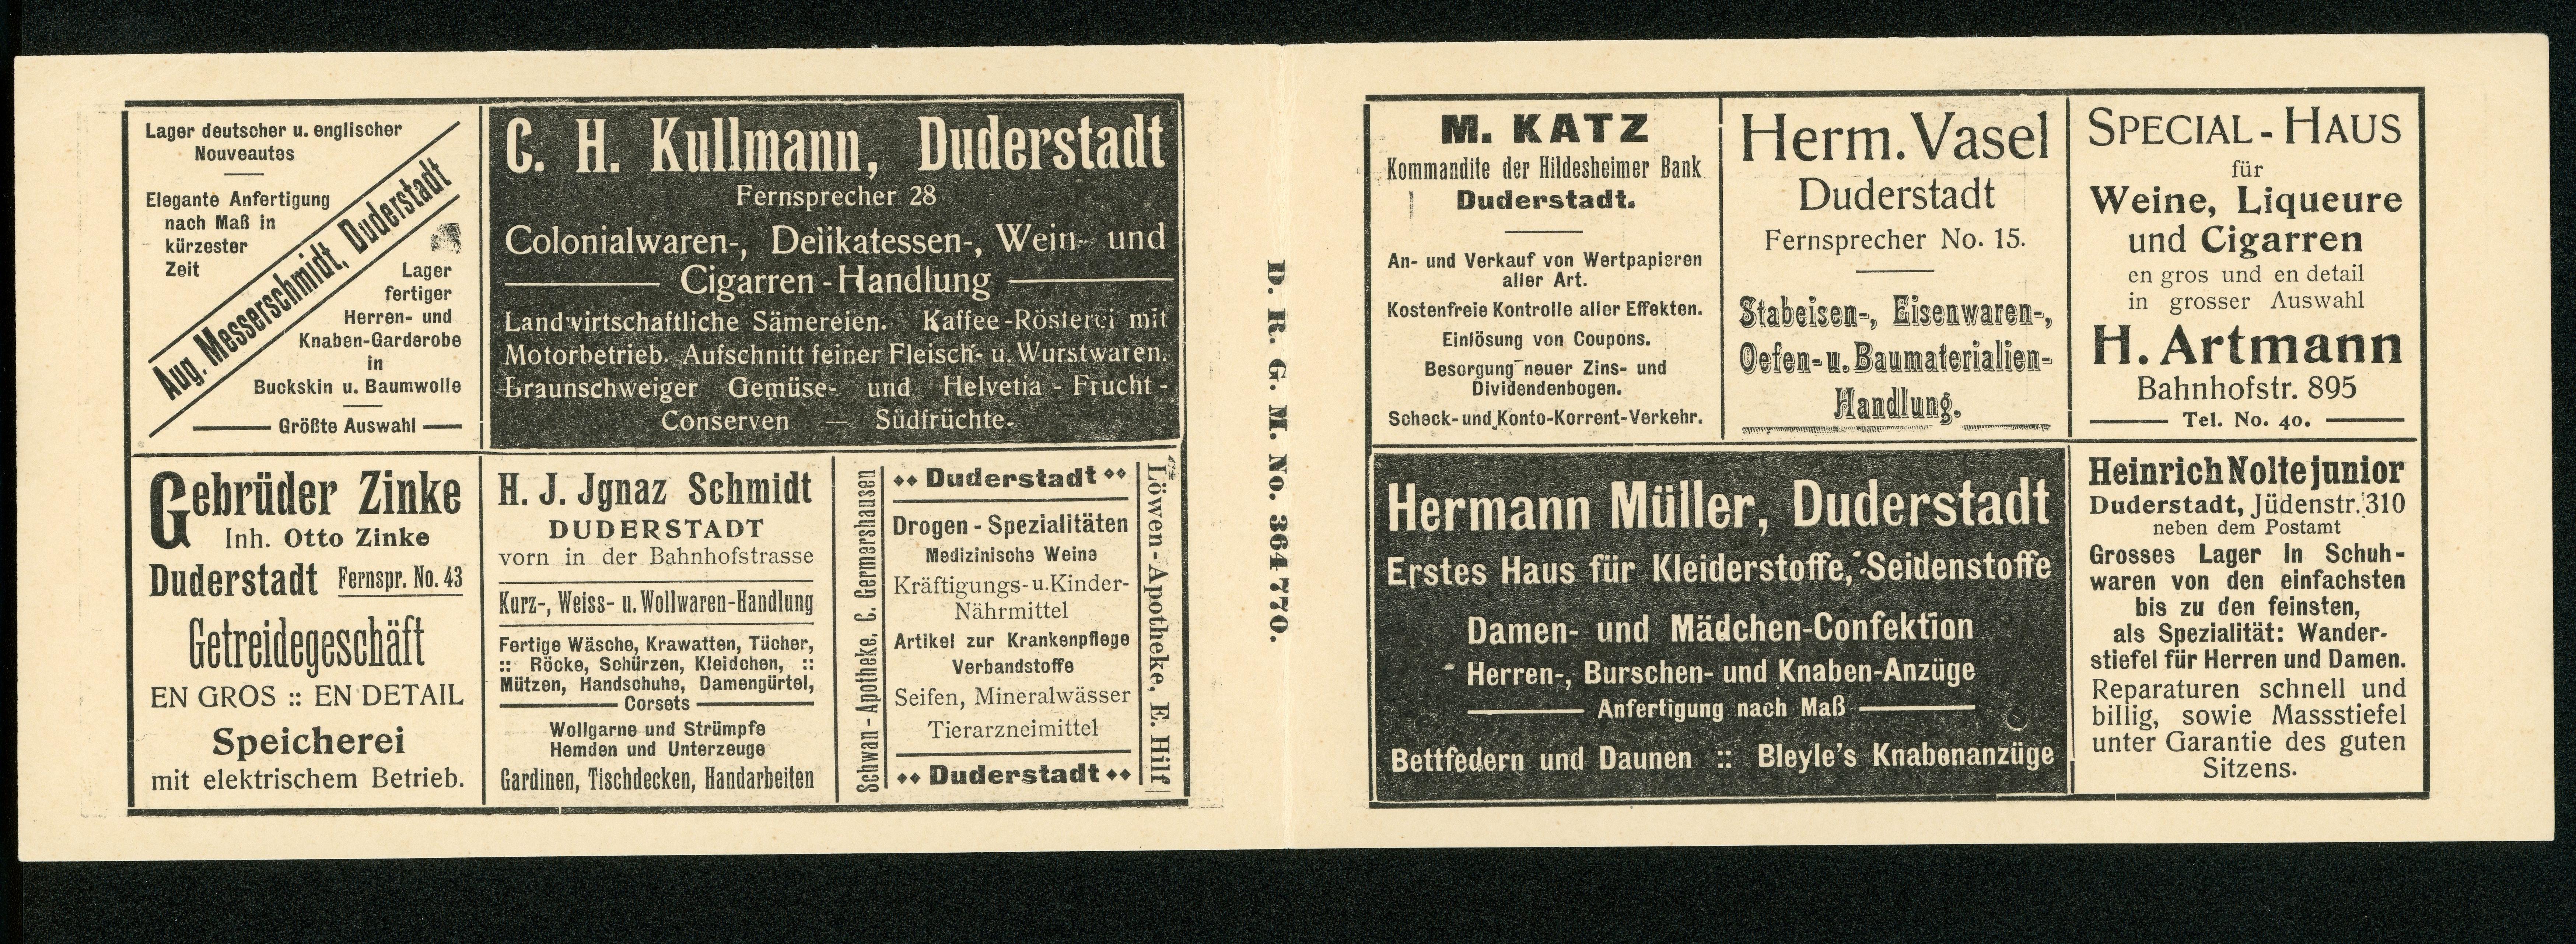 Lager deutscher u. englischer
Nouveautes
Elegante Anfertigung
nach Maß in
kürzester
Zeit
Aug. Messerschmidt, Duderstadt
Lager
fertiger
Herren- und
Knaben-Garderobe
in
Buckskin u. Baumwolle
Größte Auswahl
C. H. Kullmann, Duderstadt
Fernsprecher 28
Colonialwaren-, Delikatessen-, Wein- und
Cigarren-Handlung
Landwirtschaftliche Sämereien. Kaffee-Rösterei mit
Motorbetrieb. Aufschnitt feiner Fleisch- u. Wurstwaren.
Braunschweiger Gemüse- und Helvetia-Frucht-
Conserven — Südfrüchte.
Gebrüder Zinke
Inh. Otto Zinke
Duderstadt Fernspr. No. 43
Getreidegeschäft
EN GROS :: EN DETAIL
Speicherei
mit elektrischem Betrieb.
H. J. Jgnaz Schmidt
DUDERSTADT
vorn in der Bahnhofstrasse
Kurz-, Weiss- u. Wollwaren-Handlung
Fertige Wäsche, Krawatten, Tücher,
:: Röcke, Schürzen, Kleidchen, ::
Mützen, Handschuhe, Damengürtel,
Corsets
Wollgarne und Strümpfe
Hemden und Unterzeuge
Gardinen, Tischdecken, Handarbeiten
Schwan-Apotheke, C. Germershausen
Duderstadt
Drogen-Spezialitäten
Medizinische Weine
Kräftigungs- u. Kinder-
Nährmittel
Artikel zur Krankenpflege
Verbandstoffe
Seifen, Mineralwässer
Tierarzneimittel
Duderstadt
Löwen-Apotheke, E. Hilf
D. R. G. M. No. 364770.
M. KATZ
Kommandite der Hildesheimer Bank
Duderstadt.
An- und Verkauf von Wertpapieren
aller Art.
Kostenfreie Kontrolle aller Effekten.
Einlösung von Coupons.
Besorgung neuer Zins- und
Dividendenbogen.
Scheck- und Konto-Korrent-Verkehr.
Herm. Vasel
Duderstadt
Fernsprecher No. 15.
Stabeisen-, Eisenwaren-,
Oefen- u. Baumaterialien-
Handlung.
SPECIAL-HAUS
für
Weine, Liqueure
und Cigarren
en gros und en detail
in grosser Auswahl
H. Artmann
Bahnhofstr. 895
Tel. No. 40.
Hermann Müller, Duderstadt
Erstes Haus für Kleiderstoffe, Seidenstoffe
Damen- und Mädchen-Confektion
Herren-, Burschen- und Knaben-Anzüge
Anfertigung nach Maß
Bettfedern und Daunen :: Bleyle's Knabenanzüge
Heinrich Nolte junior
Duderstadt, Jüdenstr. 310
neben dem Postamt
Grosses Lager in Schuh-
waren von den einfachsten
bis zu den feinsten,
als Spezialität: Wander-
stiefel für Herren und Damen.
Reparaturen schnell und
billig, sowie Massstiefel
unter Garantie des guten
Sitzens.